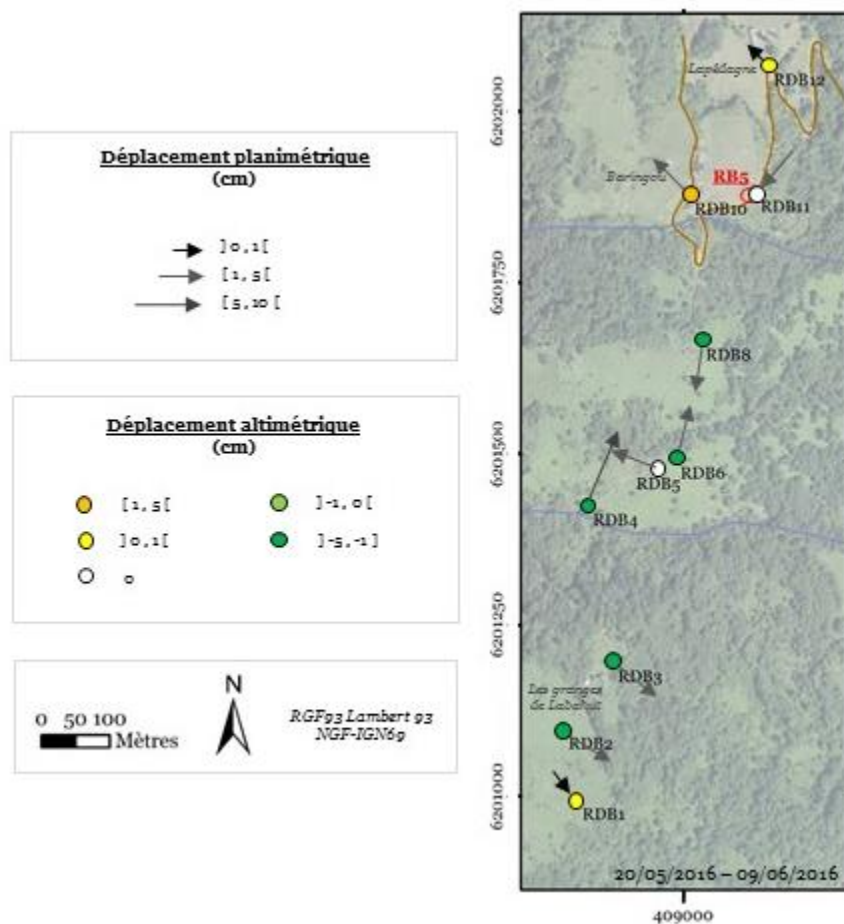 Déplacement planimétrique
(cm)
]0,1[
[1,5[
[5,10[
Déplacement altimétrique
(cm)
[1,5[
]-1,0[
]0,1[
]-5,-1]
0
0 50 100
Mètres
N
RGF93 Lambert 93
NGF-IGN69
6202000
6201750
6201500
6201250
6201000
409000
Lapédagne
RDB12
RB5
Baringou
RDB10
RDB11
RDB8
RDB5
RDB6
RDB4
RDB3
Les granges
de Labahut
RDB2
RDB1
20/05/2016 – 09/06/2016